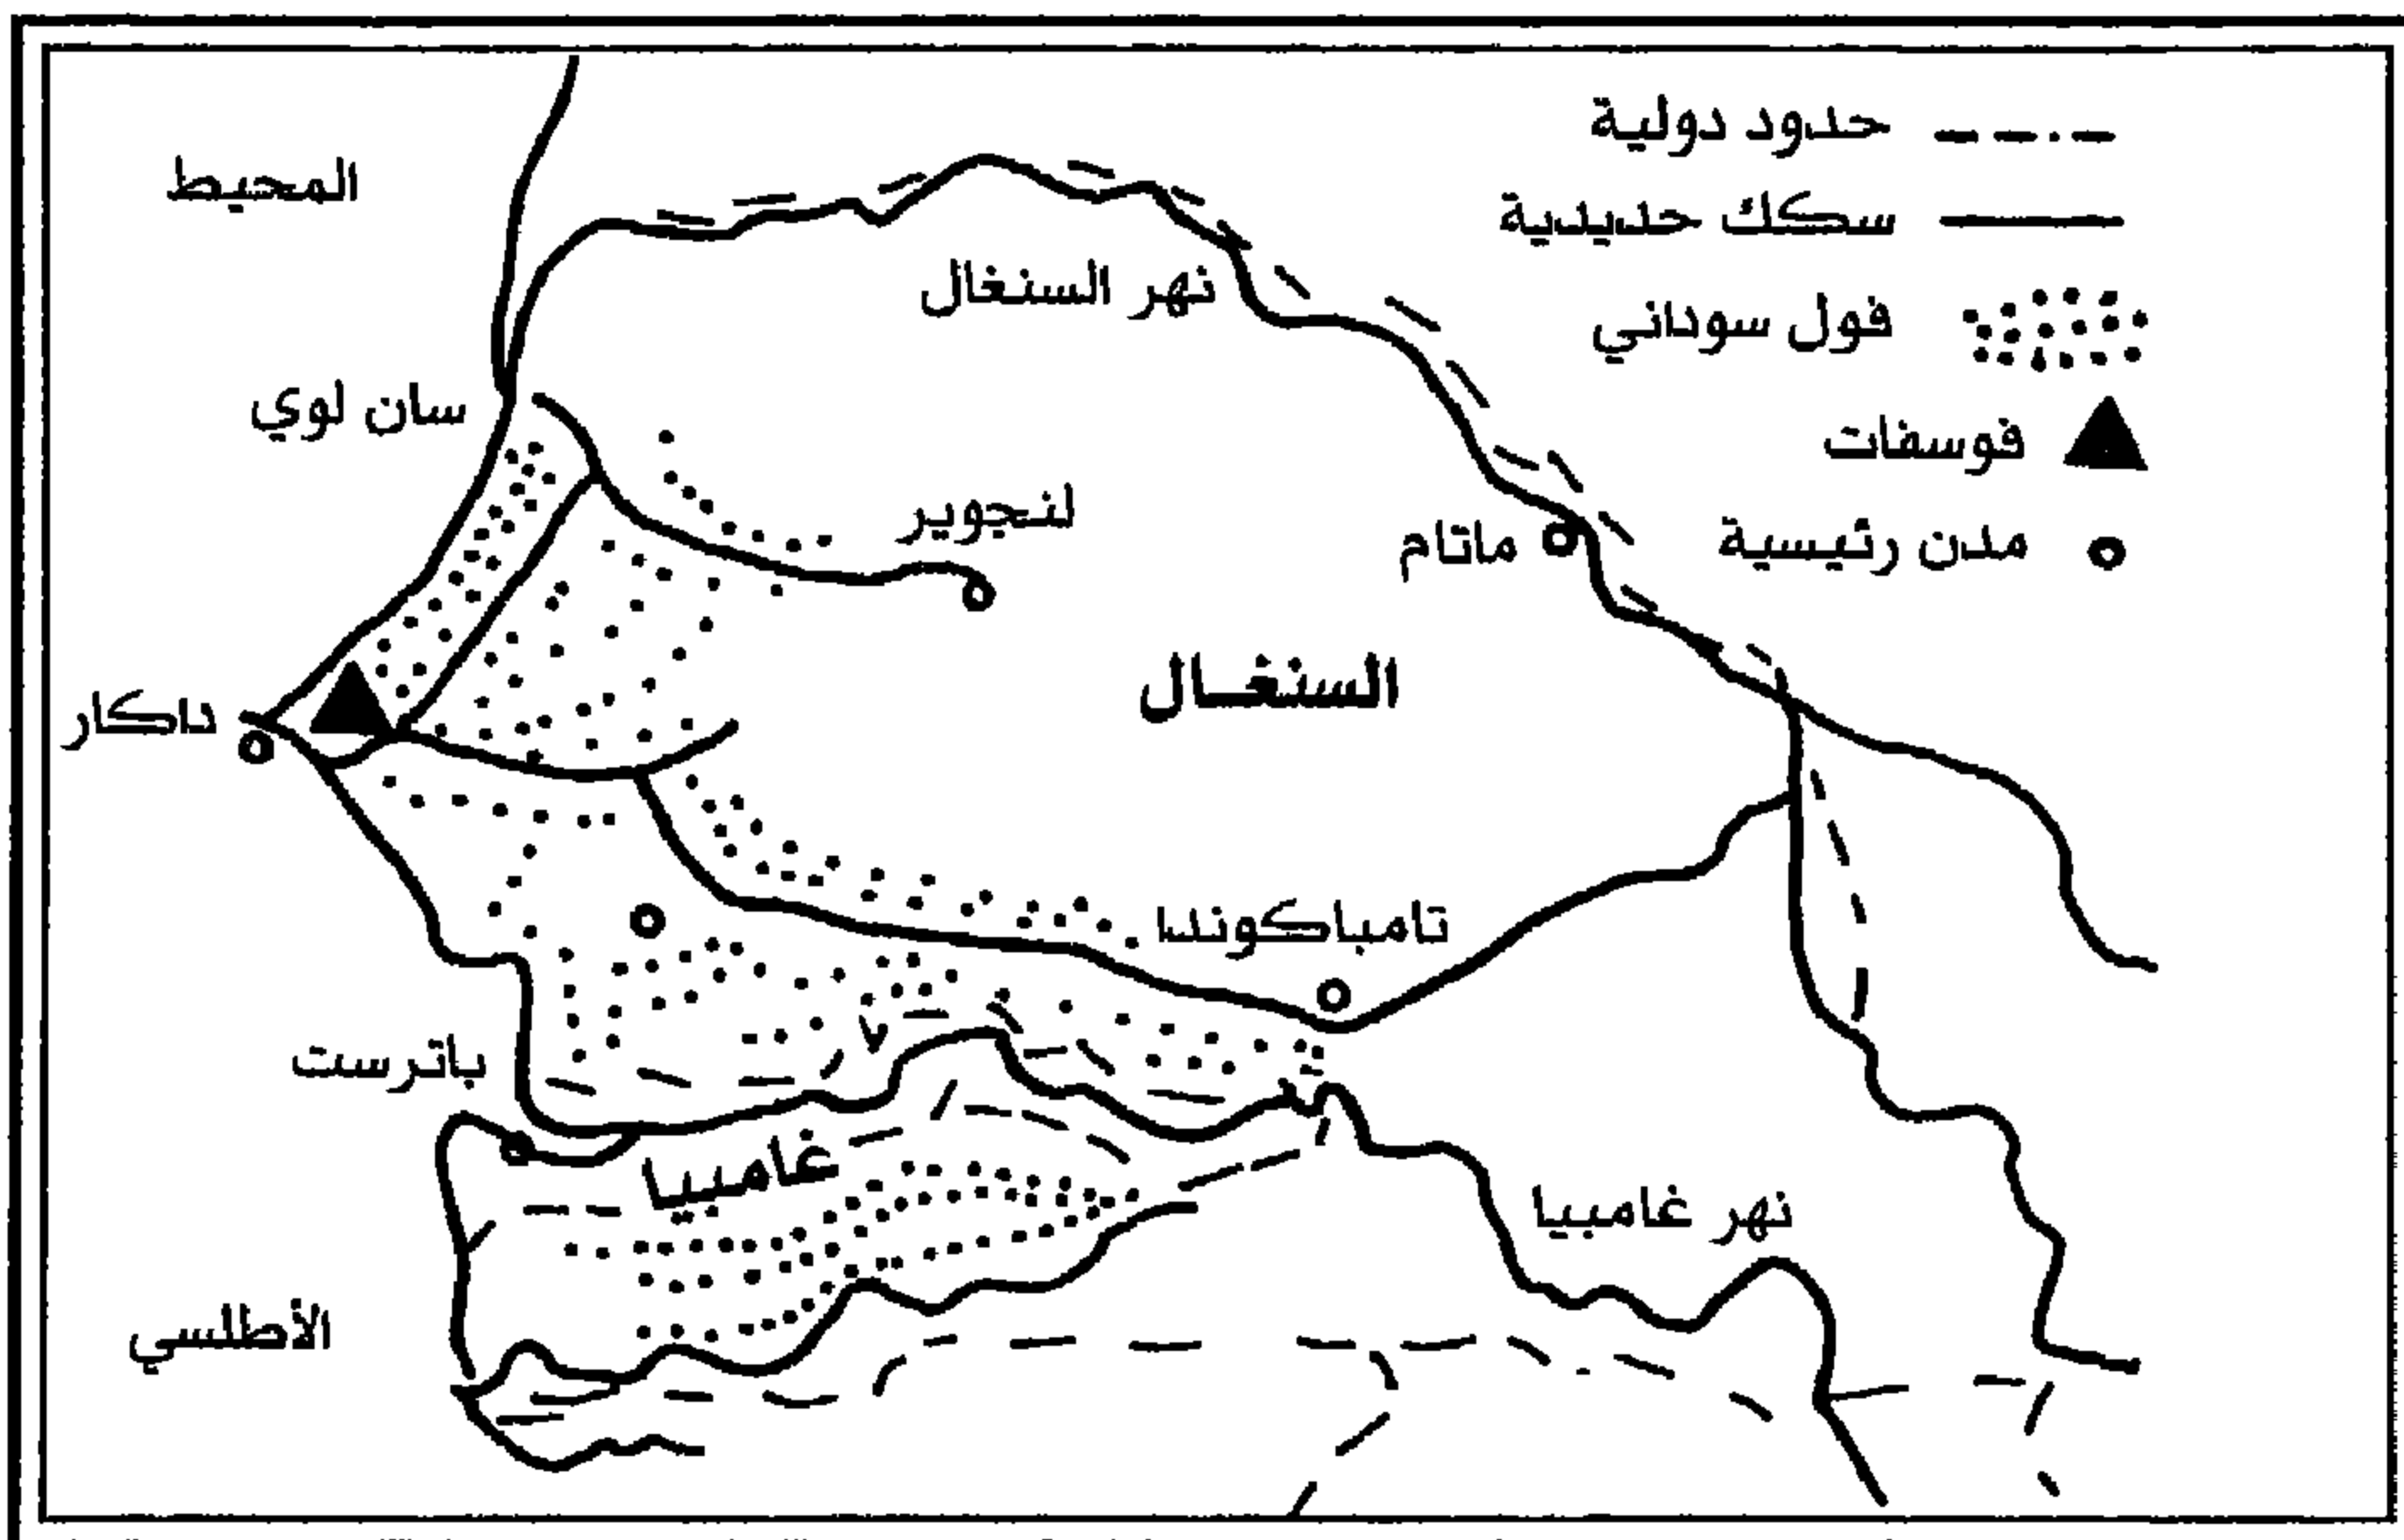 حدود دولية
سكك حديدية
فول سوداني
فوسفات
مدن رئيسية
المحيط
نهر السنغال
سان لوي
لنجوير
ماتام
السنغال
داكار
تامباكوندا
باترست
غامبيا
نهر غامبيا
الأطلسي